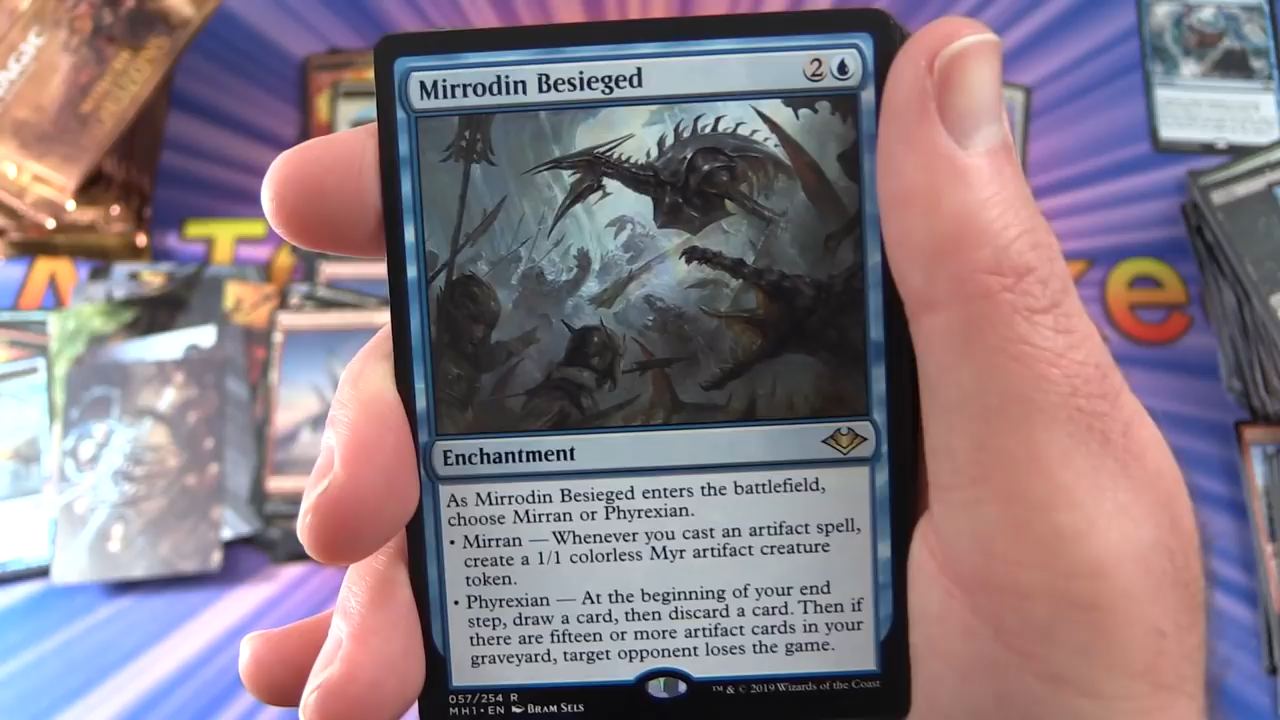 MAGIC
Mirrodin Besieged
2
Enchantment
As Mirrodin Besieged enters the battlefield,
choose Mirran or Phyrexian.
• Mirran — Whenever you cast an artifact spell,
create a 1/1 colorless Myr artifact creature
token.
• Phyrexian — At the beginning of your end
step, draw a card, then discard a card. Then if
there are fifteen or more artifact cards in your
graveyard, target opponent loses the game.
057/254 R
MH1 • EN BRAM SELS
™ & © 2019 Wizards of the Coast